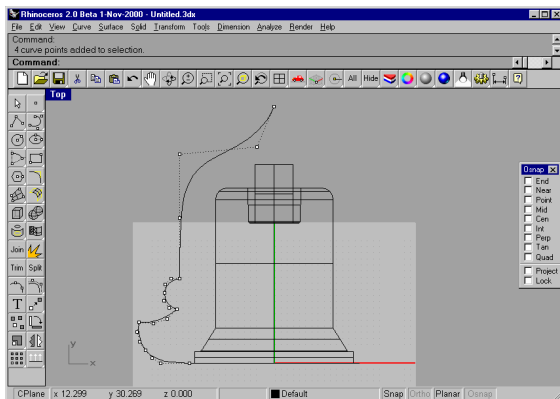 Rhinoceros 2.0 Beta 1-Nov-2000 - Untitled.3dx
File Edit View Curve Surface Solid Transform Tools Dimension Analyze Render Help
Command:
4 curve points added to selection.
Command:
All Hide
Top
Osnap
End
Near
Point
Mid
Cen
Int
Perp
Tan
Quad
Project
Lock
Join
Trim Split
T
y
x
CPlane x 12.299 y 30.269 z 0.000 Default Snap Ortho Planar Osnap